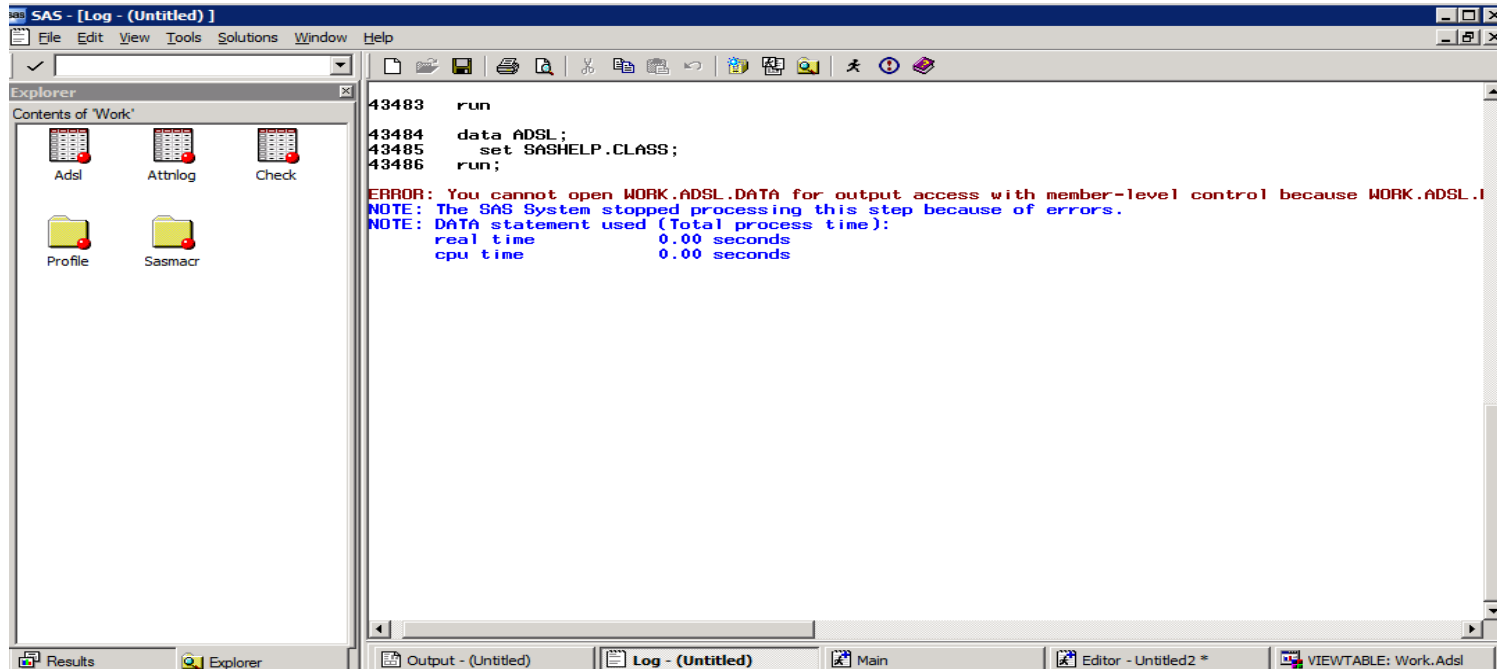 sas SAS - [Log - (Untitled) ]
File Edit View Tools Solutions Window Help
Explorer
Contents of 'Work'
Adsl Attnlog Check
Profile Sasmacr
43483 run
43484 data ADSL;
43485 set SASHELP.CLASS;
43486 run;
ERROR: You cannot open WORK.ADSL.DATA for output access with member-level control because WORK.ADSL.
NOTE: The SAS System stopped processing this step because of errors.
NOTE: DATA statement used (Total process time):
real time 0.00 seconds
cpu time 0.00 seconds
Results Explorer Output - (Untitled) Log - (Untitled) Main Editor - Untitled2 * VIEWTABLE: Work.Adsl